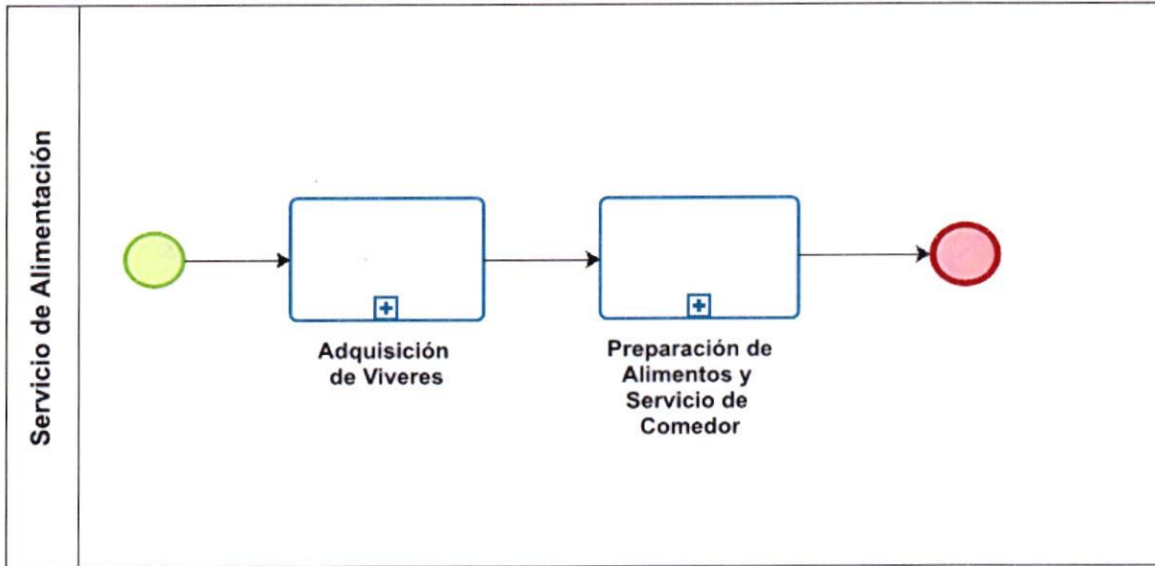 Servicio de Alimentación
Adquisición
de Viveres
Preparación de
Alimentos y
Servicio de
Comedor